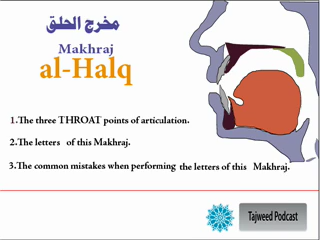 مخرج الحلق
Makhraj
al-Halq
1.The three THROAT points of articulation.
2.The letters of this Makhraj.
3.The common mistakes when performing the letters of this Makhraj.
Tajweed Podcast